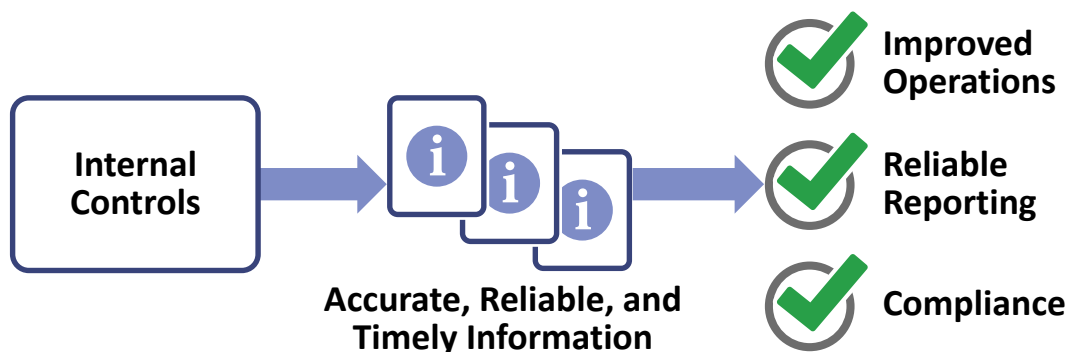 Internal
Controls
i
i
i
Accurate, Reliable, and
Timely Information
Improved
Operations
Reliable
Reporting
Compliance